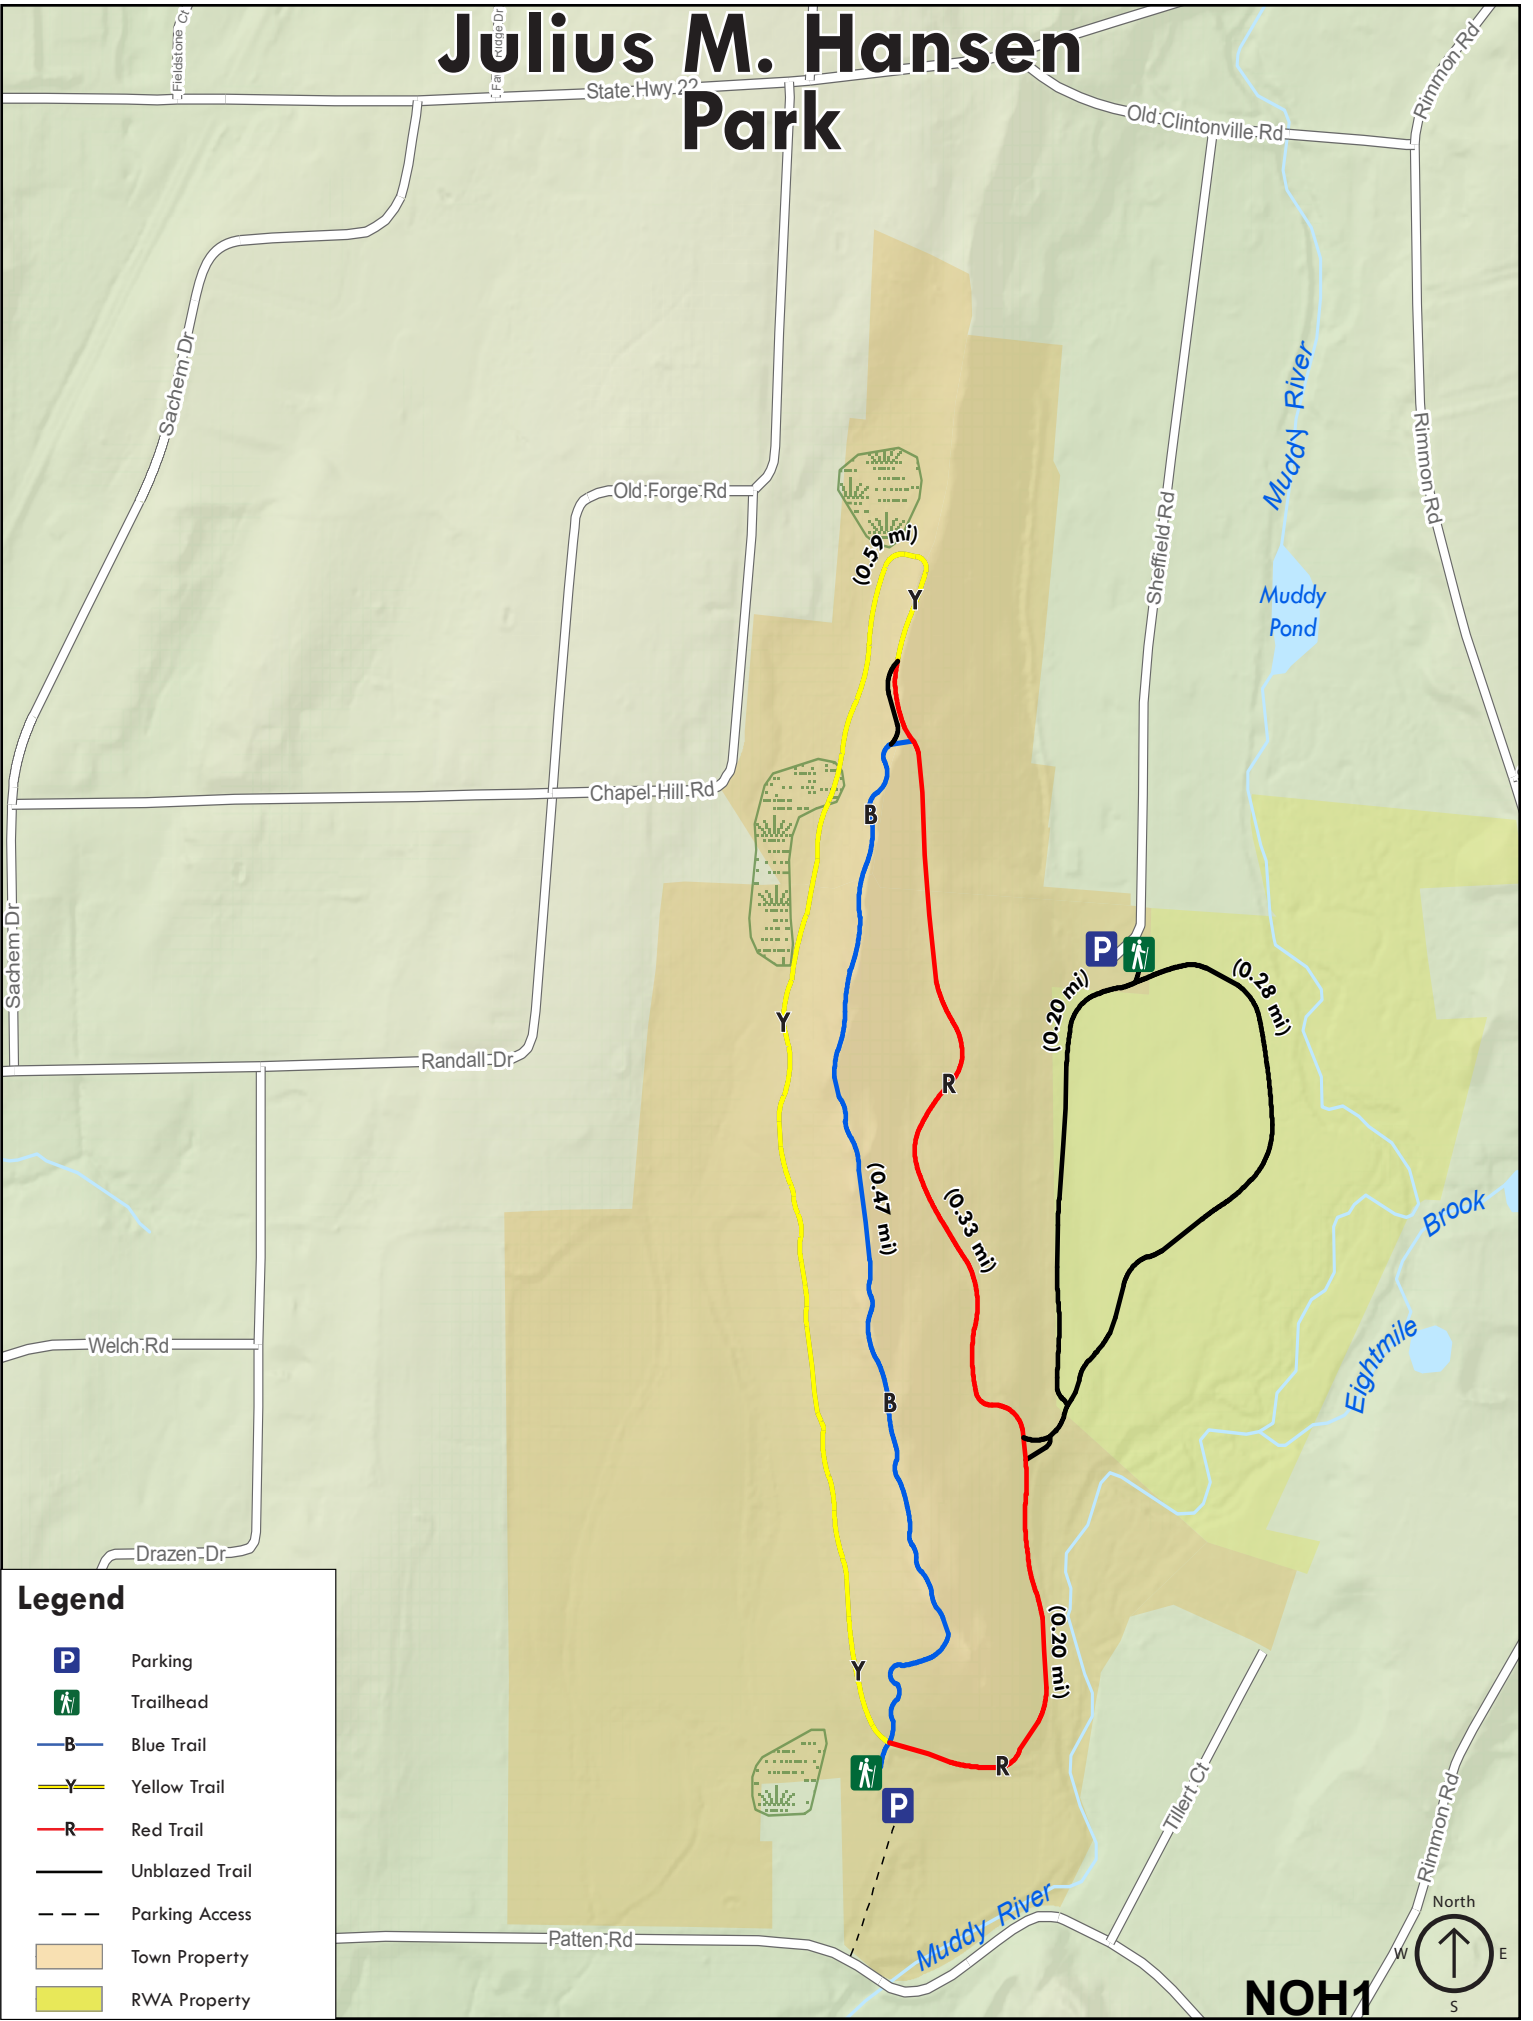 Julius M. Hansen
Park
Fieldstone Ct
Ridge Dr
State Hwy 22
Old Clintonville Rd
Rimmon Rd
Sachem Dr
Muddy River
Rimmon Rd
Old Forge Rd
Sheffield Rd
(0.59 mi)
Y
Muddy
Pond
Chapel Hill Rd
B
Sachem Dr
P
(0.20 mi)
(0.28 mi)
Y
Randall Dr
R
(0.47 mi)
(0.33 mi)
Brook
Welch Rd
Eightmile
B
Drazen Dr
(0.20 mi)
Y
R
P
Tillert Ct
Rimmon Rd
Muddy River
Patten Rd
Legend
P Parking
Trailhead
B Blue Trail
Y Yellow Trail
R Red Trail
Unblazed Trail
Parking Access
Town Property
RWA Property
North
W E
S
NOH1